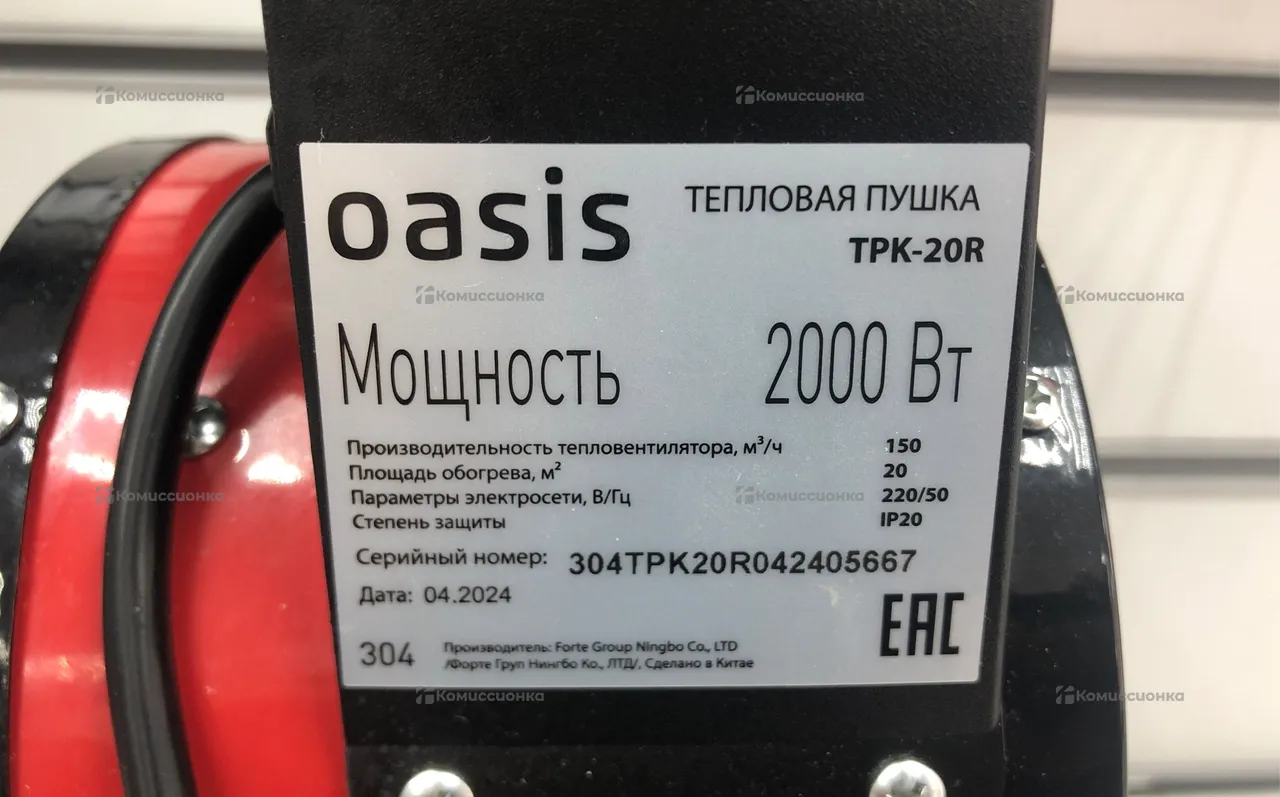 Комиссионка Комиссионка
oasis ТЕПЛОВАЯ ПУШКА
TPK-20R
Комиссионка Комиссионка
Мощность 2000 Вт
Производительность тепловентилятора, м³/ч 150
Площадь обогрева, м² 20
Параметры электросети, В/Гц 220/50
Комиссионка Комиссионка
Степень защиты IP20
Серийный номер: 304TPK20R042405667
Дата: 04.2024
EAC
304 Производитель: Forte Group Ningbo Co., LTD
/Форте Груп Нингбо Ко., ЛТД/, Сделано в Китае
Комиссионка Комиссионка